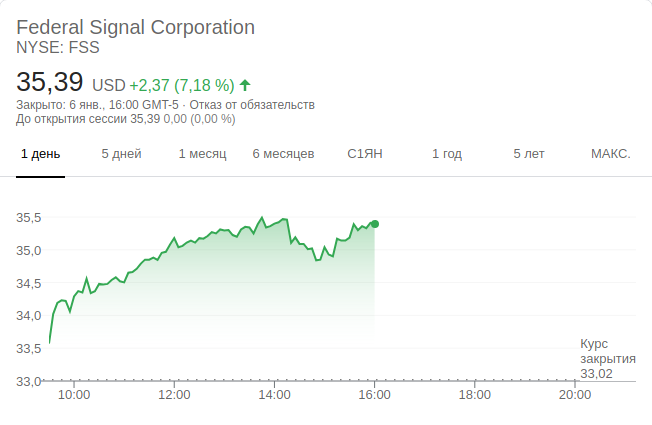 Federal Signal Corporation
NYSE: FSS
35,39 USD +2,37 (7,18 %)
Закрыто: 6 янв., 16:00 GMT-5 · Отказ от обязательств
До открытия сессии 35,39 0,00 (0,00 %)
1 день 5 дней 1 месяц 6 месяцев С1ЯН 1 год 5 лет МАКС.
35,5
35,0
34,5
34,0
33,5
33,0
Курс
закрытия
33,02
10:00 12:00 14:00 16:00 18:00 20:00